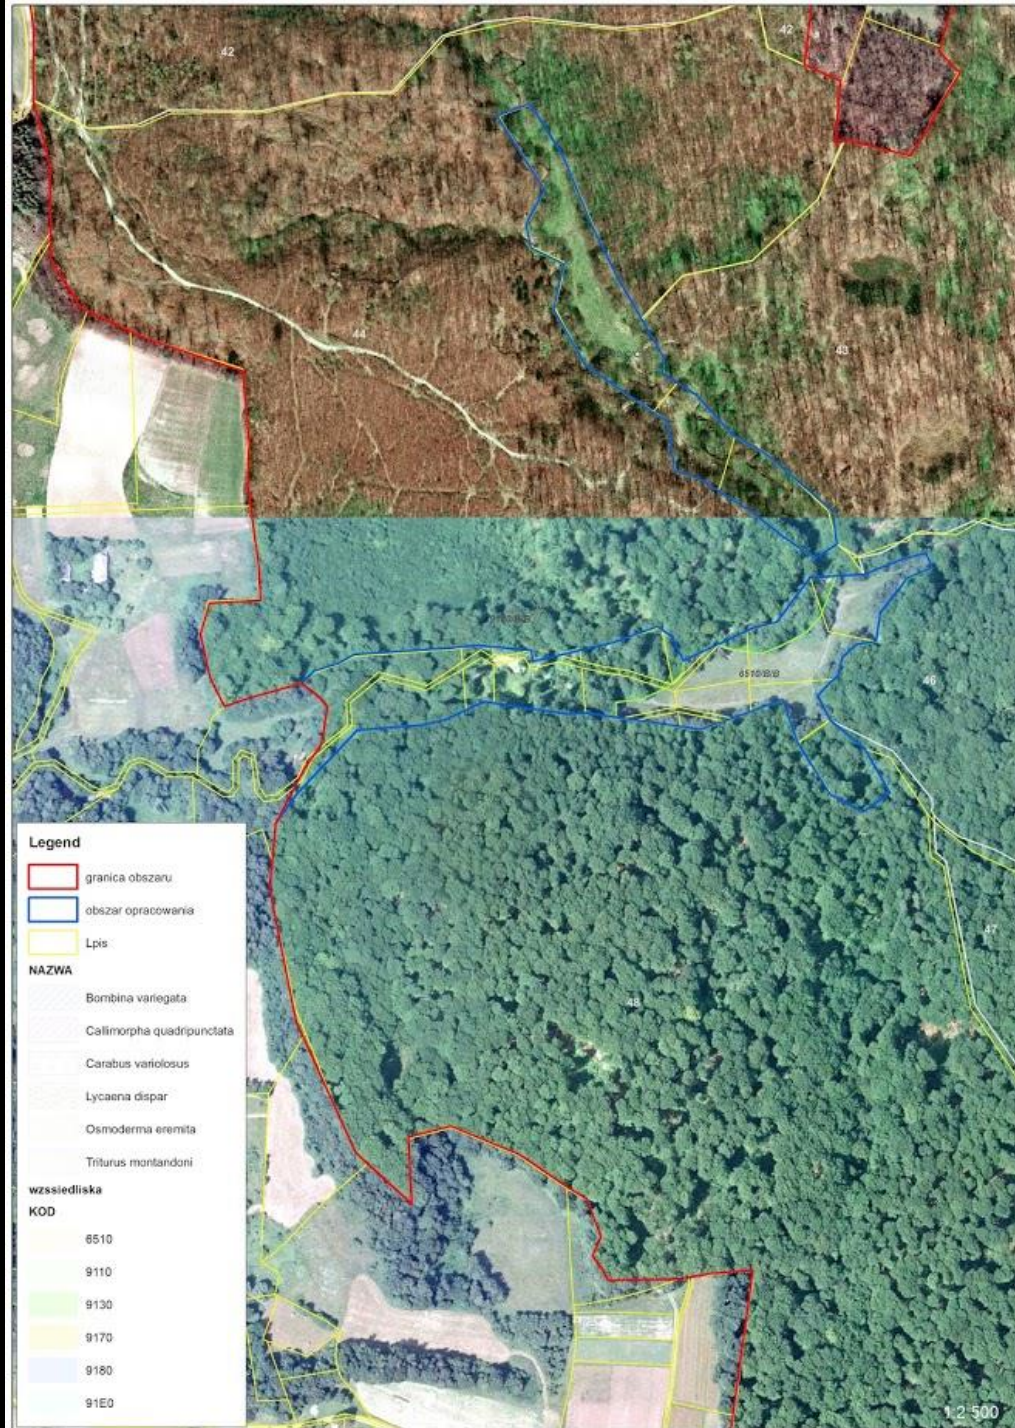 42
42
44
43
6510/B/B
46
47
48
Legend
granica obszaru
obszar opracowania
Lpis
NAZWA
Bombina variegata
Callimorpha quadripunctata
Carabus variolosus
Lycaena dispar
Osmoderma eremita
Triturus montandoni
wzssiedliska
KOD
6510
9110
9130
9170
9180
91E0
1:2 500